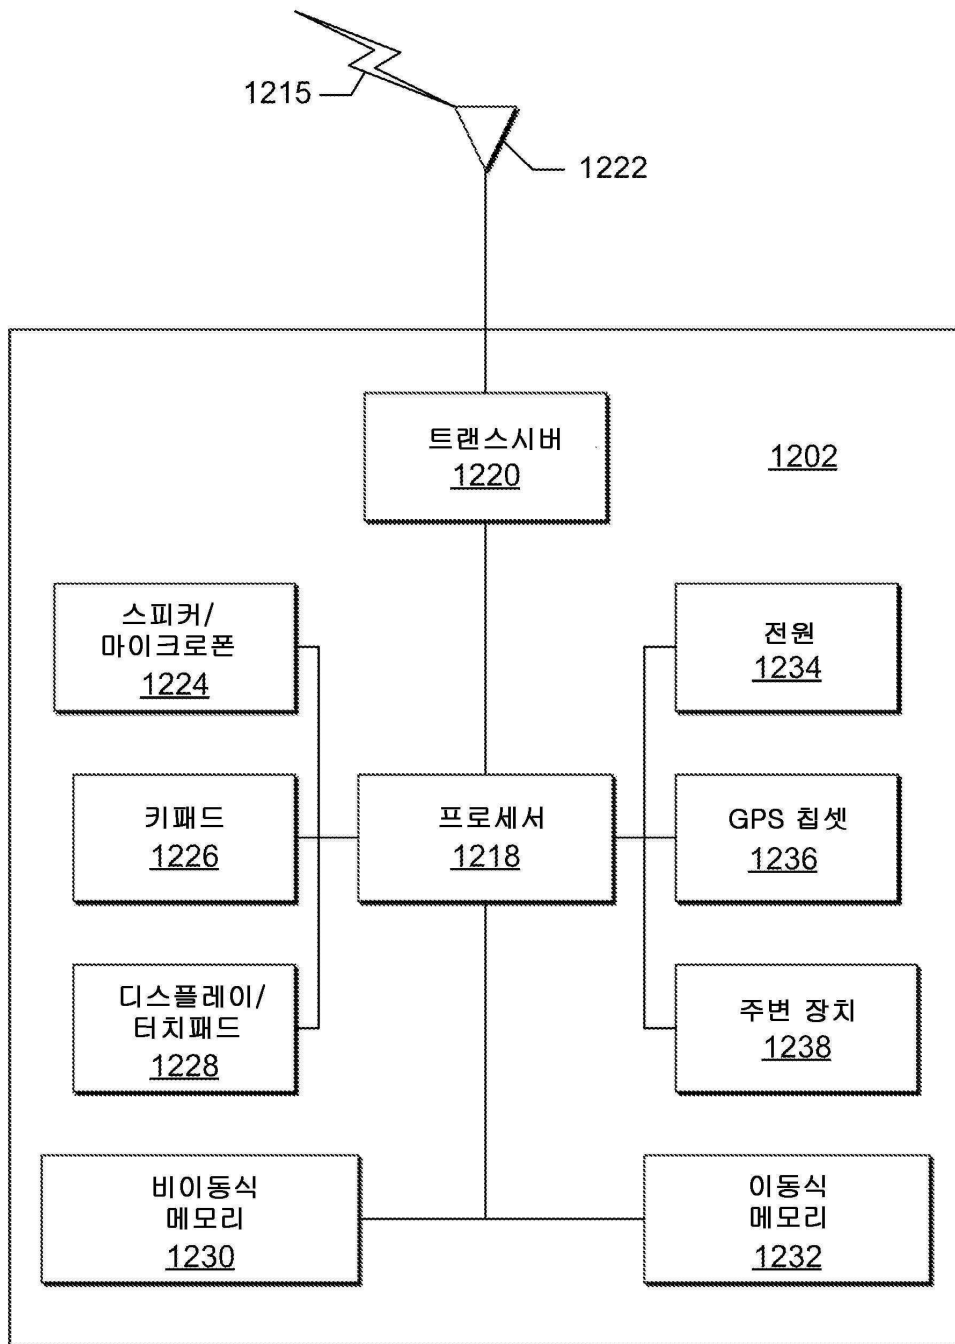 1215
1222
트랜스시버
1220
1202
스피커/
마이크로폰
1224
전원
1234
키패드
1226
프로세서
1218
GPS 칩셋
1236
디스플레이/
터치패드
1228
주변 장치
1238
비이동식
메모리
1230
이동식
메모리
1232